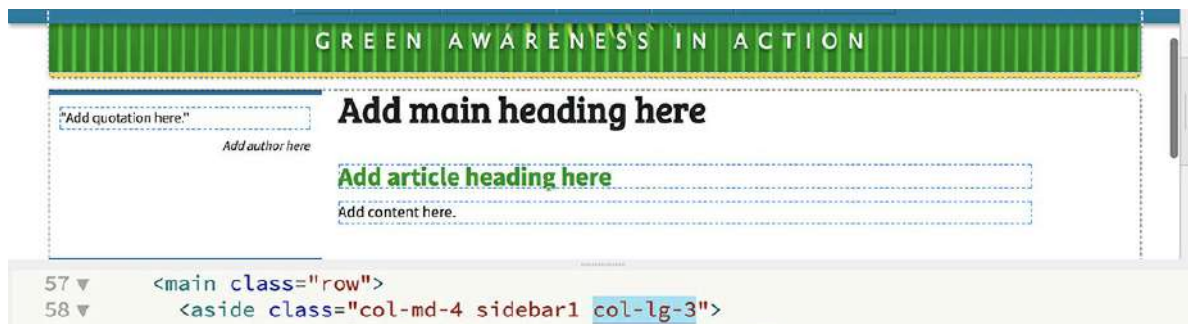 GREEN AWARENESS IN ACTION
"Add quotation here."
Add author here
Add main heading here
Add article heading here
Add content here.
57 ▼ <main class="row">
58 ▼ <aside class="col-md-4 sidebar1 col-lg-3">